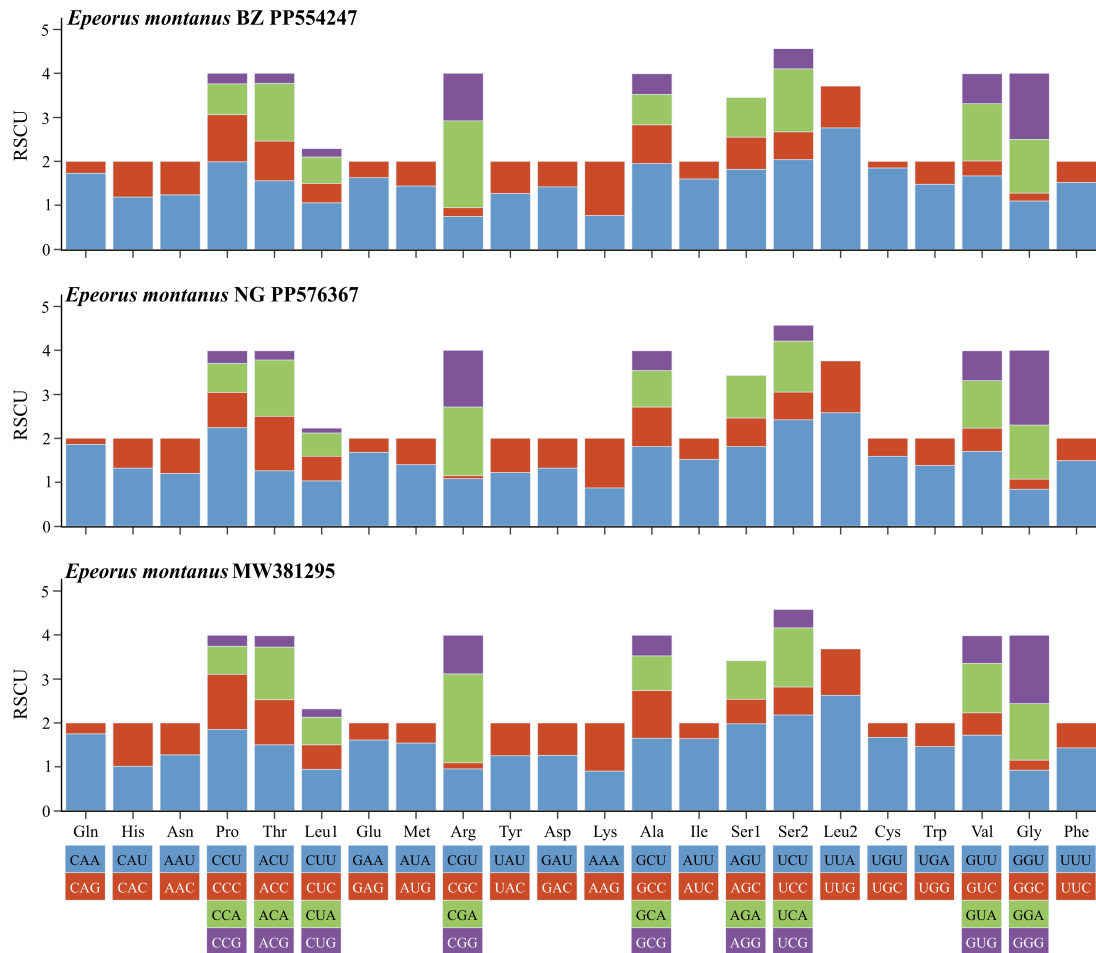 Epeorus montanus BZ PP554247
RSCU
5
4
3
2
1
0
Epeorus montanus NG PP576367
RSCU
5
4
3
2
1
0
Epeorus montanus MW381295
RSCU
5
4
3
2
1
0
Gln His Asn Pro Thr Leu1 Glu Met Arg Tyr Asp Lys Ala Ile Ser1 Ser2 Leu2 Cys Trp Val Gly Phe
CAA CAU AAU CCU ACU CUU GAA AUA CGU UAU GAU AAA GCU AUU AGU UCU UUA UGU UGA GUU GGU UUU
CAG CAC AAC CCC ACC CUC GAG AUG CGC UAC GAC AAG GCC AUC AGC UCC UUG UGC UGG GUC GGC UUC
CCA ACA CUA CGA GCA AGA UCA GUA GGA
CCG ACG CUG CGG GCG AGG UCG GUG GGG